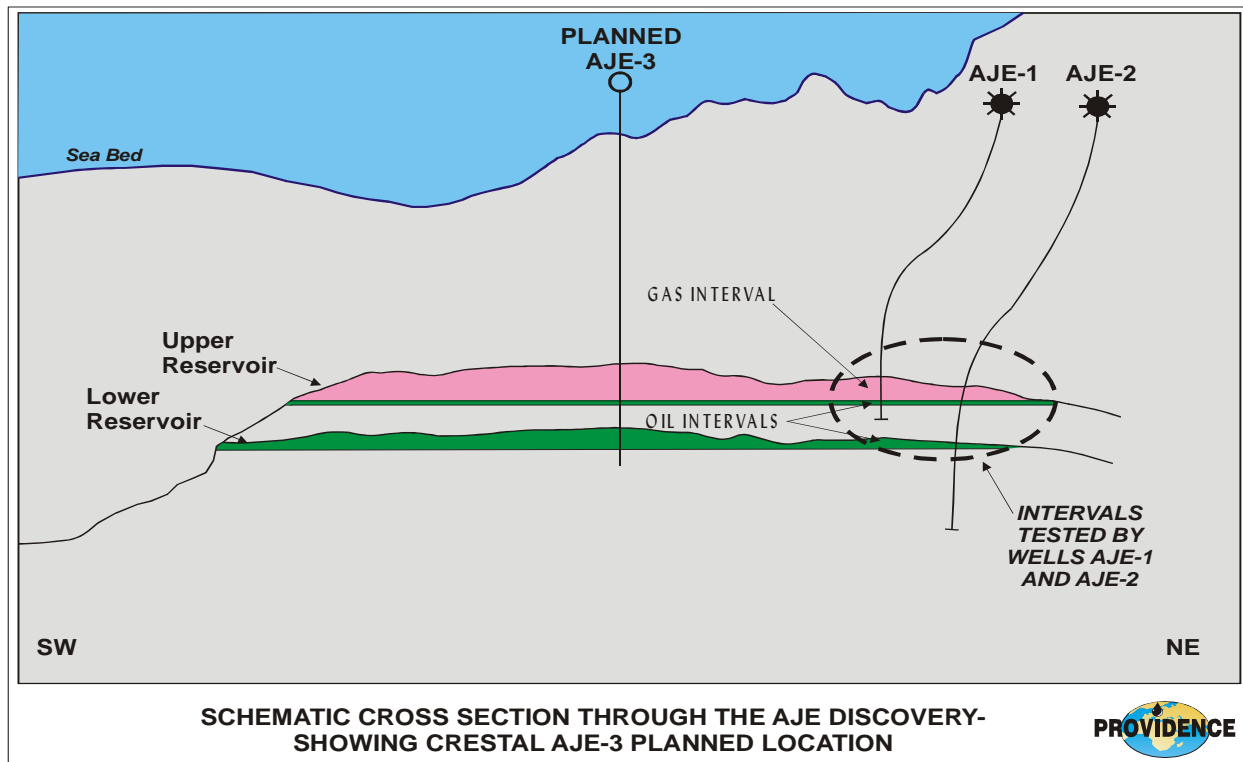 PLANNED
AJE-3
AJE-1
AJE-2
Sea Bed
GAS INTERVAL
Upper
Reservoir
Lower
Reservoir
OIL INTERVALS
INTERVALS
TESTED BY
WELLS AJE-1
AND AJE-2
SW
NE
SCHEMATIC CROSS SECTION THROUGH THE AJE DISCOVERY-
SHOWING CRESTAL AJE-3 PLANNED LOCATION
PROVIDENCE